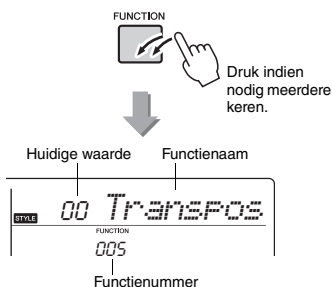 FUNCTION
Druk indien
nodig meerdere
keren.
Huidige waarde Functienaam
STYLE 00 Transpos
FUNCTION
005
Functienummer